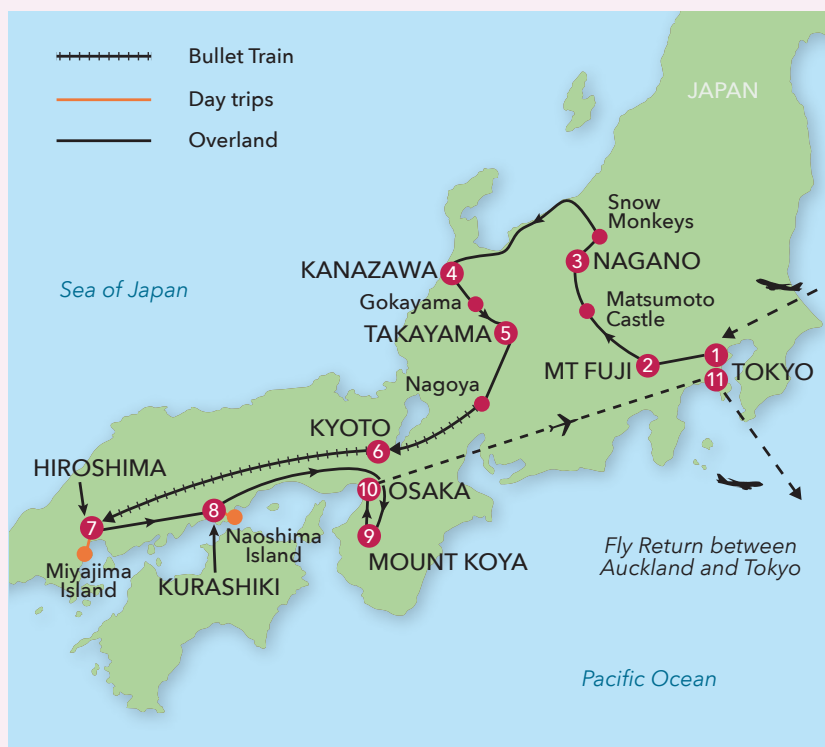 Bullet Train
Day trips
Overland
JAPAN
Sea of Japan
Snow
Monkeys
3 NAGANO
KANAZAWA 4
Gokayama
Matsumoto
Castle
TAKAYAMA 5
MT FUJI 2
1
11 TOKYO
Nagoya
KYOTO
6
HIROSHIMA
10 OSAKA
7
8
Naoshima
Island
9
MOUNT KOYA
Miyajima
Island
KURASHIKI
Fly Return between
Auckland and Tokyo
Pacific Ocean